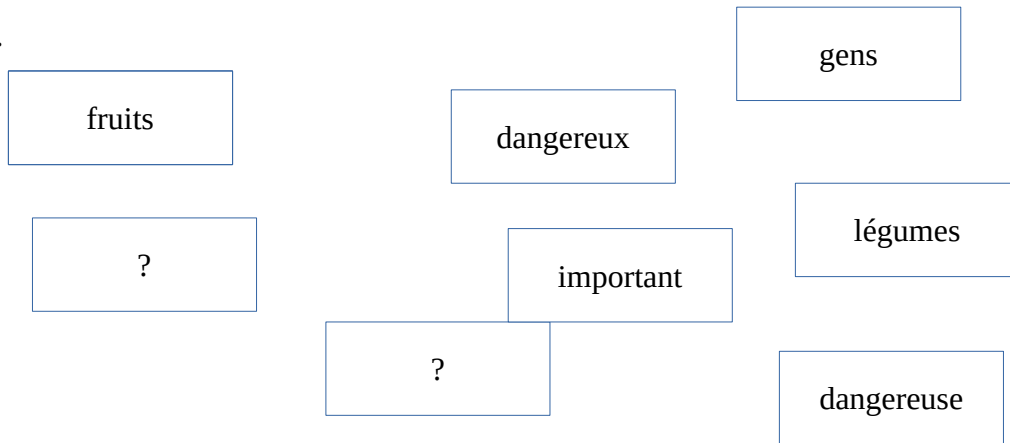 gens
fruits
dangereux
légumes
?
important
?
dangereuse